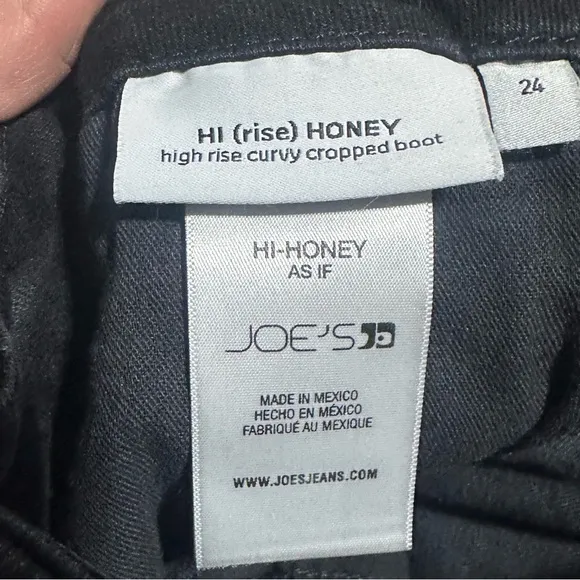 HI (rise) HONEY
high rise curvy cropped boot
24
HI-HONEY
AS IF
JOE'S
MADE IN MEXICO
HECHO EN MÉXICO
FABRIQUÉ AU MEXIQUE
WWW.JOESJEANS.COM